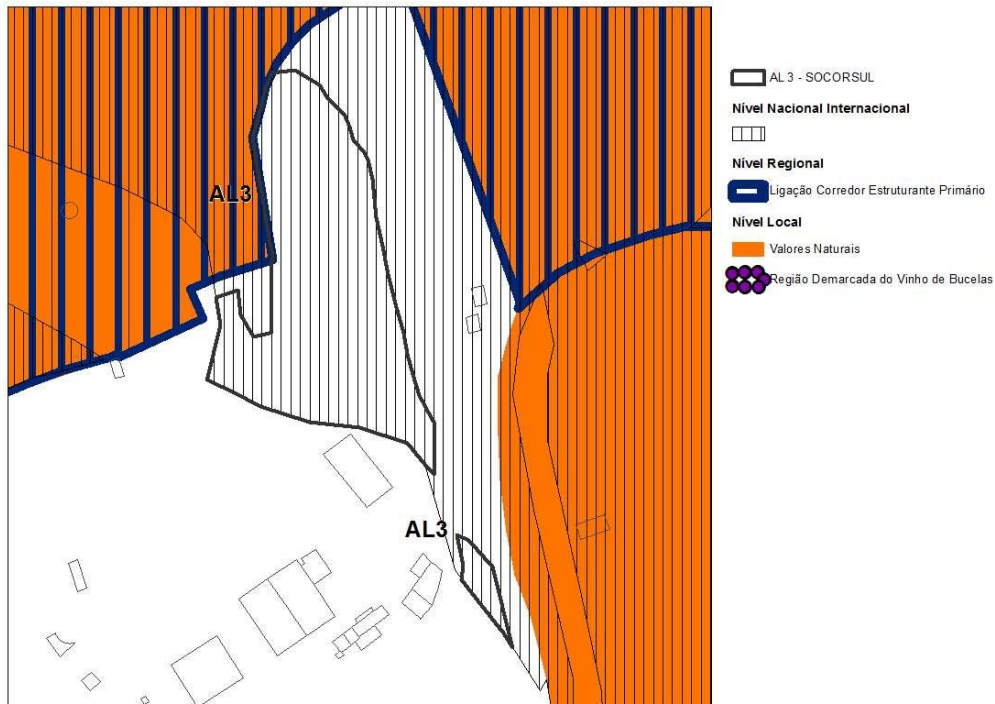 AL 3 - SOCORSUL
Nível Nacional Internacional
Nível Regional
Ligação Corredor Estruturante Primário
Nível Local
Valores Naturais
Região Demarcada do Vinho de Bucelas
AL3
AL3